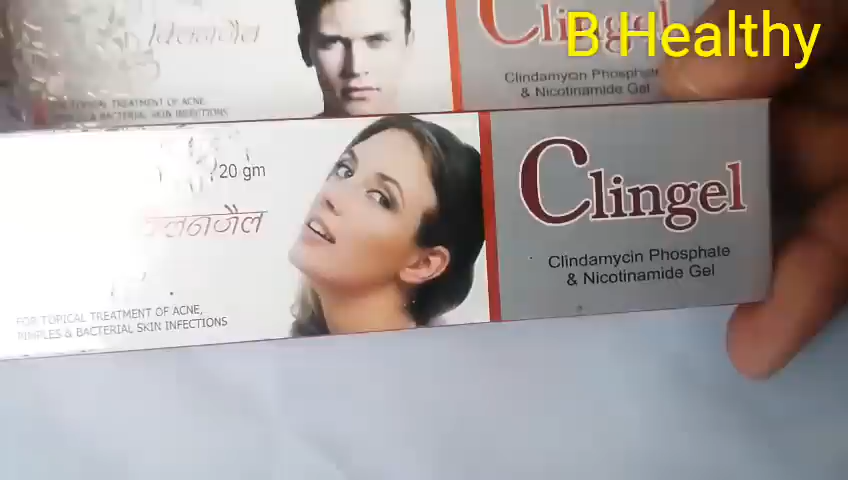 B Healthy
क्लिनजैल
Clingel
Clindamycin Phosphate
& Nicotinamide Gel
TOPICAL TREATMENT OF ACNE,
& BACTERIAL SKIN INFECTIONS
20 gm
Clingel
Clindamycin Phosphate
& Nicotinamide Gel
FOR TOPICAL TREATMENT OF ACNE,
PIMPLES & BACTERIAL SKIN INFECTIONS